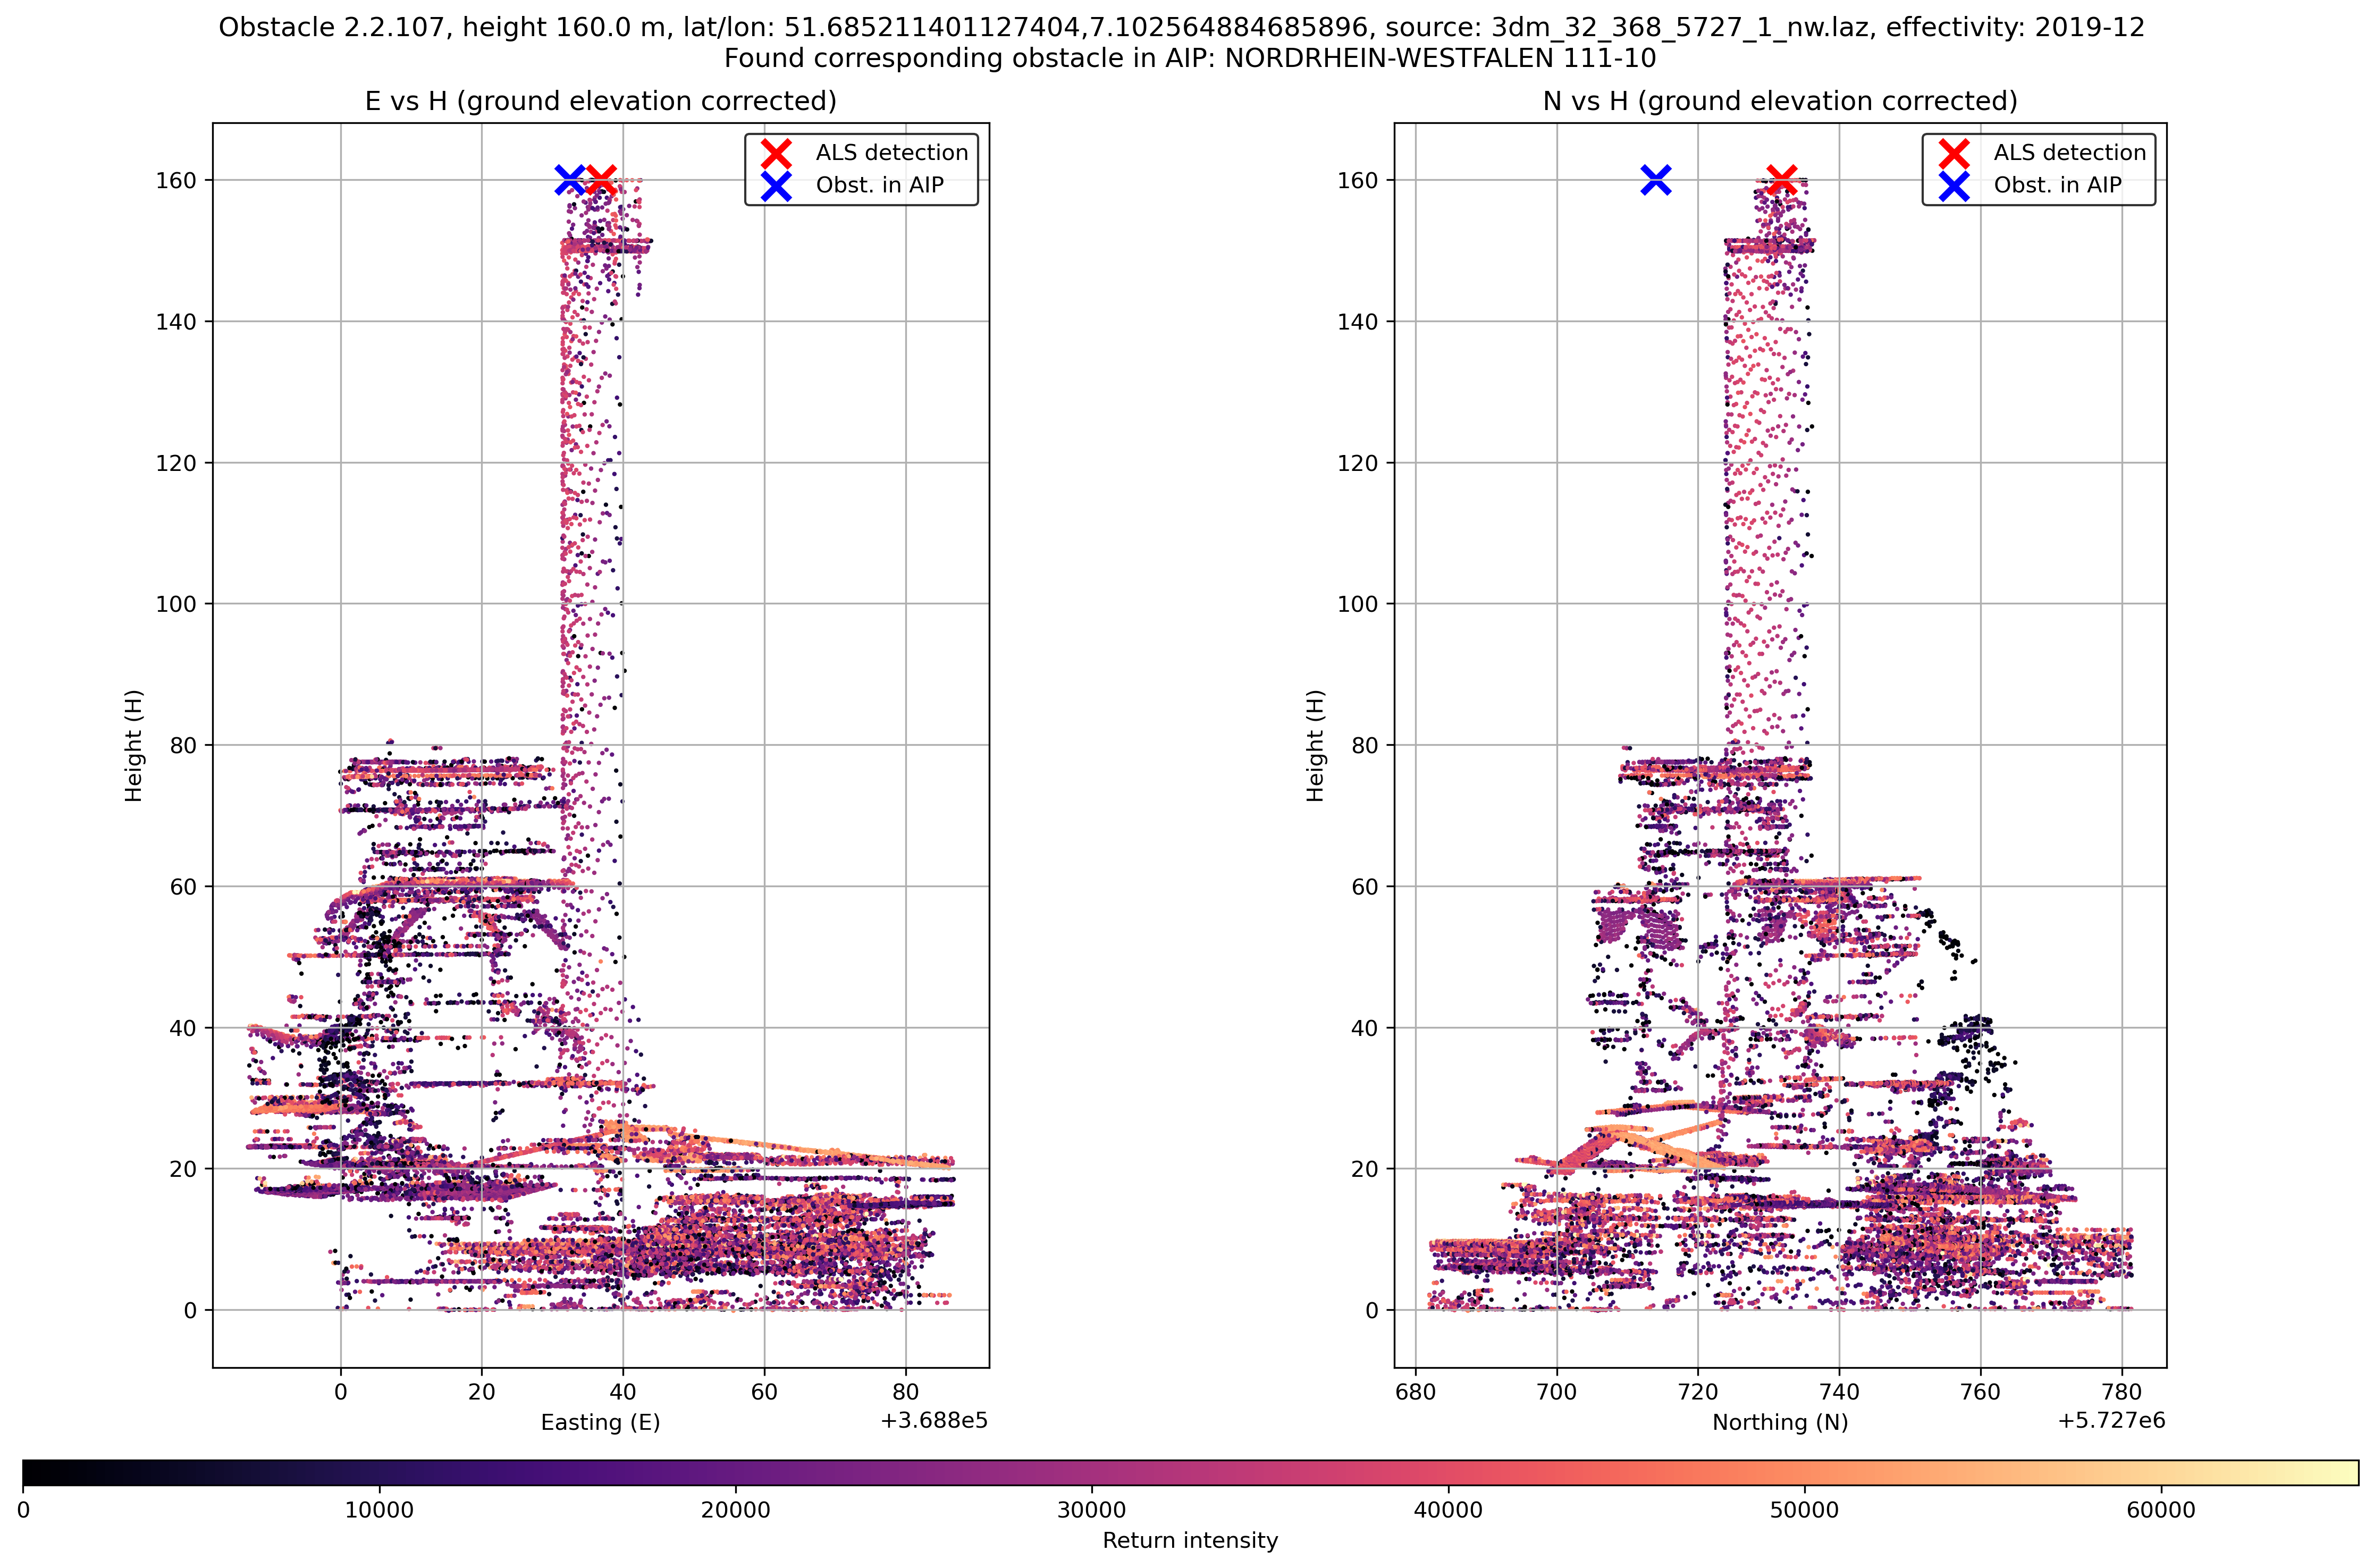 Obstacle 2.2.107, height 160.0 m, lat/lon: 51.685211401127404,7.102564884685896, source: 3dm_32_368_5727_1_nw.laz, effectivity: 2019-12
Found corresponding obstacle in AIP: NORDRHEIN-WESTFALEN 111-10
E vs H (ground elevation corrected)
ALS detection
Obst. in AIP
160
140
120
100
80
60
40
20
0
Height (H)
0 20 40 60 80
Easting (E)
+3.688e5
N vs H (ground elevation corrected)
ALS detection
Obst. in AIP
160
140
120
100
80
60
40
20
0
Height (H)
680 700 720 740 760 780
Northing (N)
+5.727e6
0 10000 20000 30000 40000 50000 60000
Return intensity